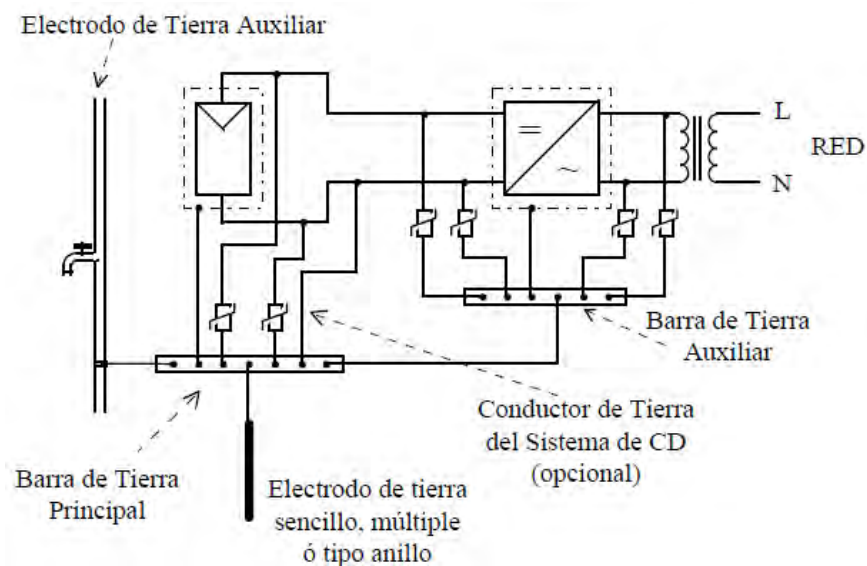 Electrodo de Tierra Auxiliar
L
RED
N
Barra de Tierra
Auxiliar
Conductor de Tierra
del Sistema de CD
(opcional)
Barra de Tierra
Principal
Electrodo de tierra
sencillo, múltiple
ó tipo anillo